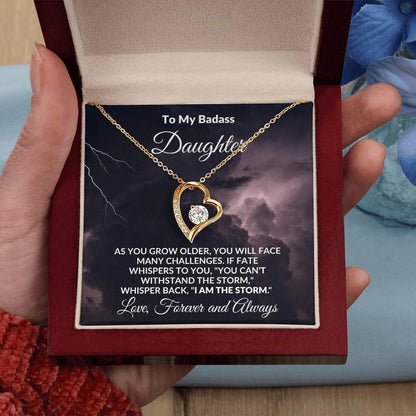 To My Badass
Daughter
AS YOU GROW OLDER, YOU WILL FACE
MANY CHALLENGES. IF FATE
WHISPERS TO YOU, "YOU CAN'T
WITHSTAND THE STORM,"
WHISPER BACK, "I AM THE STORM."
Love, Forever and Always